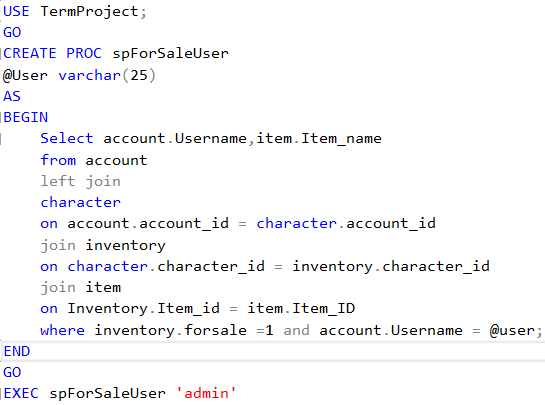 USE TermProject;
GO
CREATE PROC spForSaleUser
@User varchar(25)
AS
BEGIN
Select account.Username,item.Item_name
from account
left join
character
on account.account_id = character.account_id
join inventory
on character.character_id = inventory.character_id
join item
on Inventory.Item_id = item.Item_ID
where inventory.forsale =1 and account.Username = @user;
END
GO
EXEC spForSaleUser 'admin'